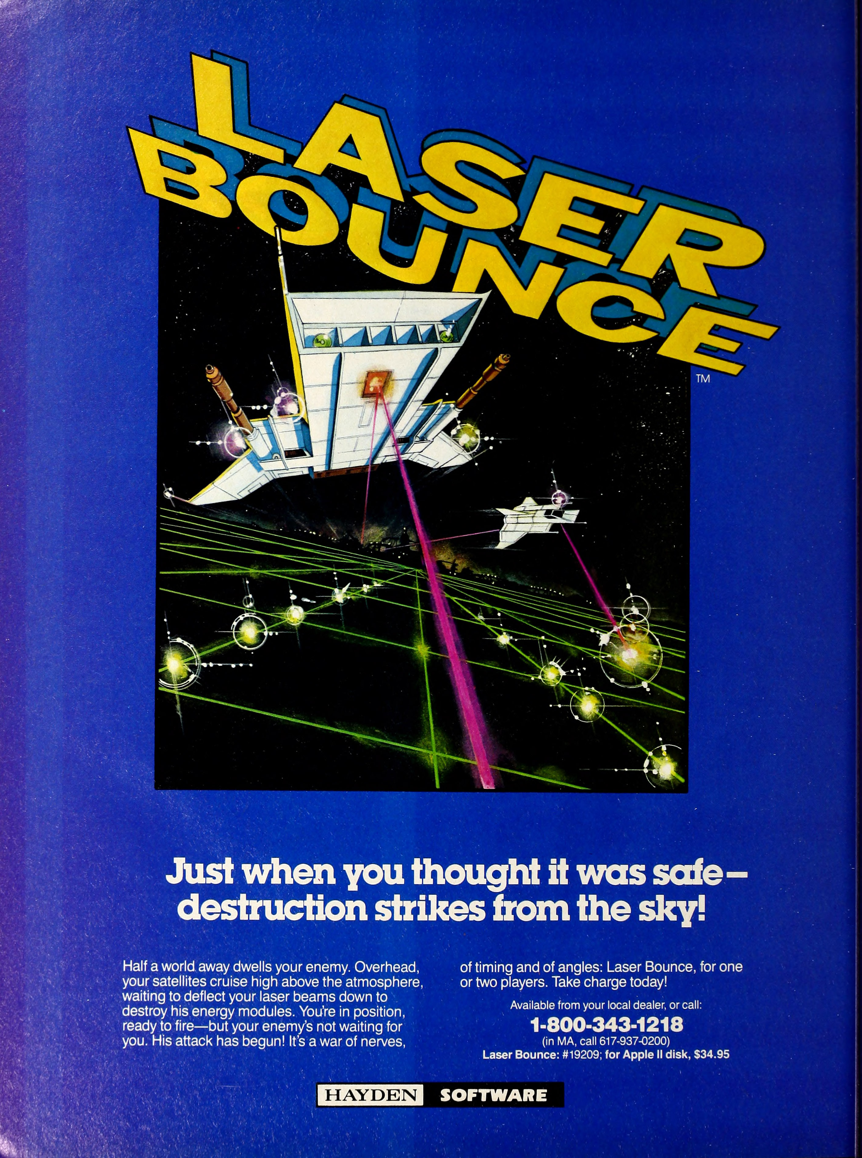 LASER
BOUNCE
TM
Just when you thought it was safe—
destruction strikes from the sky!
Half a world away dwells your enemy. Overhead,
your satellites cruise high above the atmosphere,
waiting to deflect your laser beams down to
destroy his energy modules. You're in position,
ready to fire—but your enemy's not waiting for
you. His attack has begun! It's a war of nerves,
of timing and of angles: Laser Bounce, for one
or two players. Take charge today!
Available from your local dealer, or call:
1-800-343-1218
(in MA, call 617-937-0200)
Laser Bounce: #19209; for Apple II disk, $34.95
HAYDEN SOFTWARE